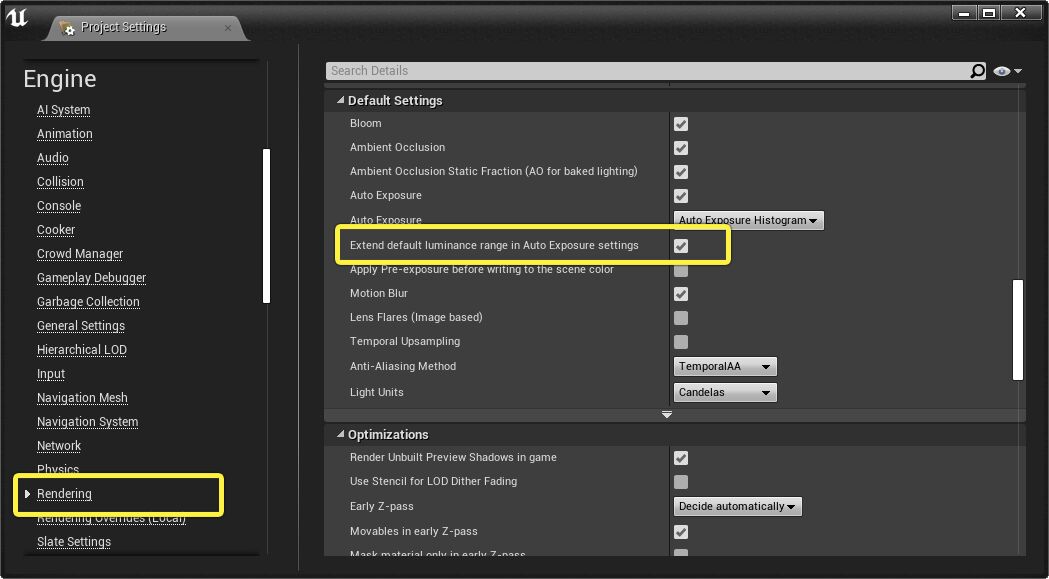 Project Settings
Engine
AI System
Animation
Audio
Collision
Console
Cooker
Crowd Manager
Gameplay Debugger
Garbage Collection
General Settings
Hierarchical LOD
Input
Navigation Mesh
Navigation System
Network
Physics
Rendering
Rendering Overrides (Local)
Slate Settings
Search Details
Default Settings
Bloom
Ambient Occlusion
Ambient Occlusion Static Fraction (AO for baked lighting)
Auto Exposure
Auto Exposure Auto Exposure Histogram
Extend default luminance range in Auto Exposure settings
Apply Pre-exposure before writing to the scene color
Motion Blur
Lens Flares (Image based)
Temporal Upsampling
Anti-Aliasing Method TemporalAA
Light Units Candelas
Optimizations
Render Unbuilt Preview Shadows in game
Use Stencil for LOD Dither Fading
Early Z-pass Decide automatically
Movables in early Z-pass
Mask material only in early Z-pass